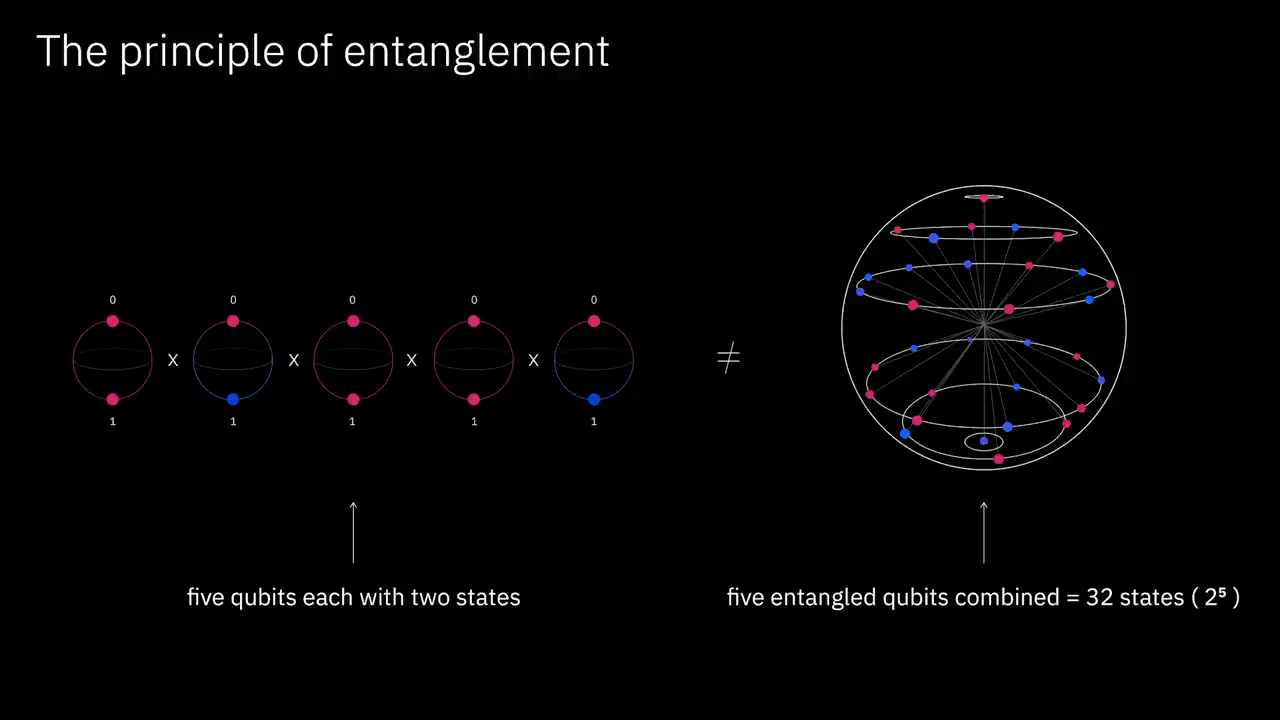 The principle of entanglement
0 0 0 0 0
X X X X ≠
1 1 1 1 1
five qubits each with two states
five entangled qubits combined = 32 states ( 2⁵ )